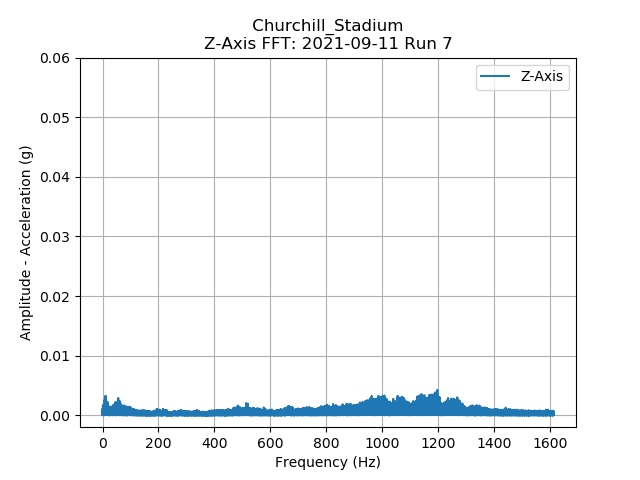 Churchill_Stadium
Z-Axis FFT: 2021-09-11 Run 7
Z-Axis
0.06
0.05
0.04
0.03
0.02
0.01
0.00
Amplitude - Acceleration (g)
0 200 400 600 800 1000 1200 1400 1600
Frequency (Hz)